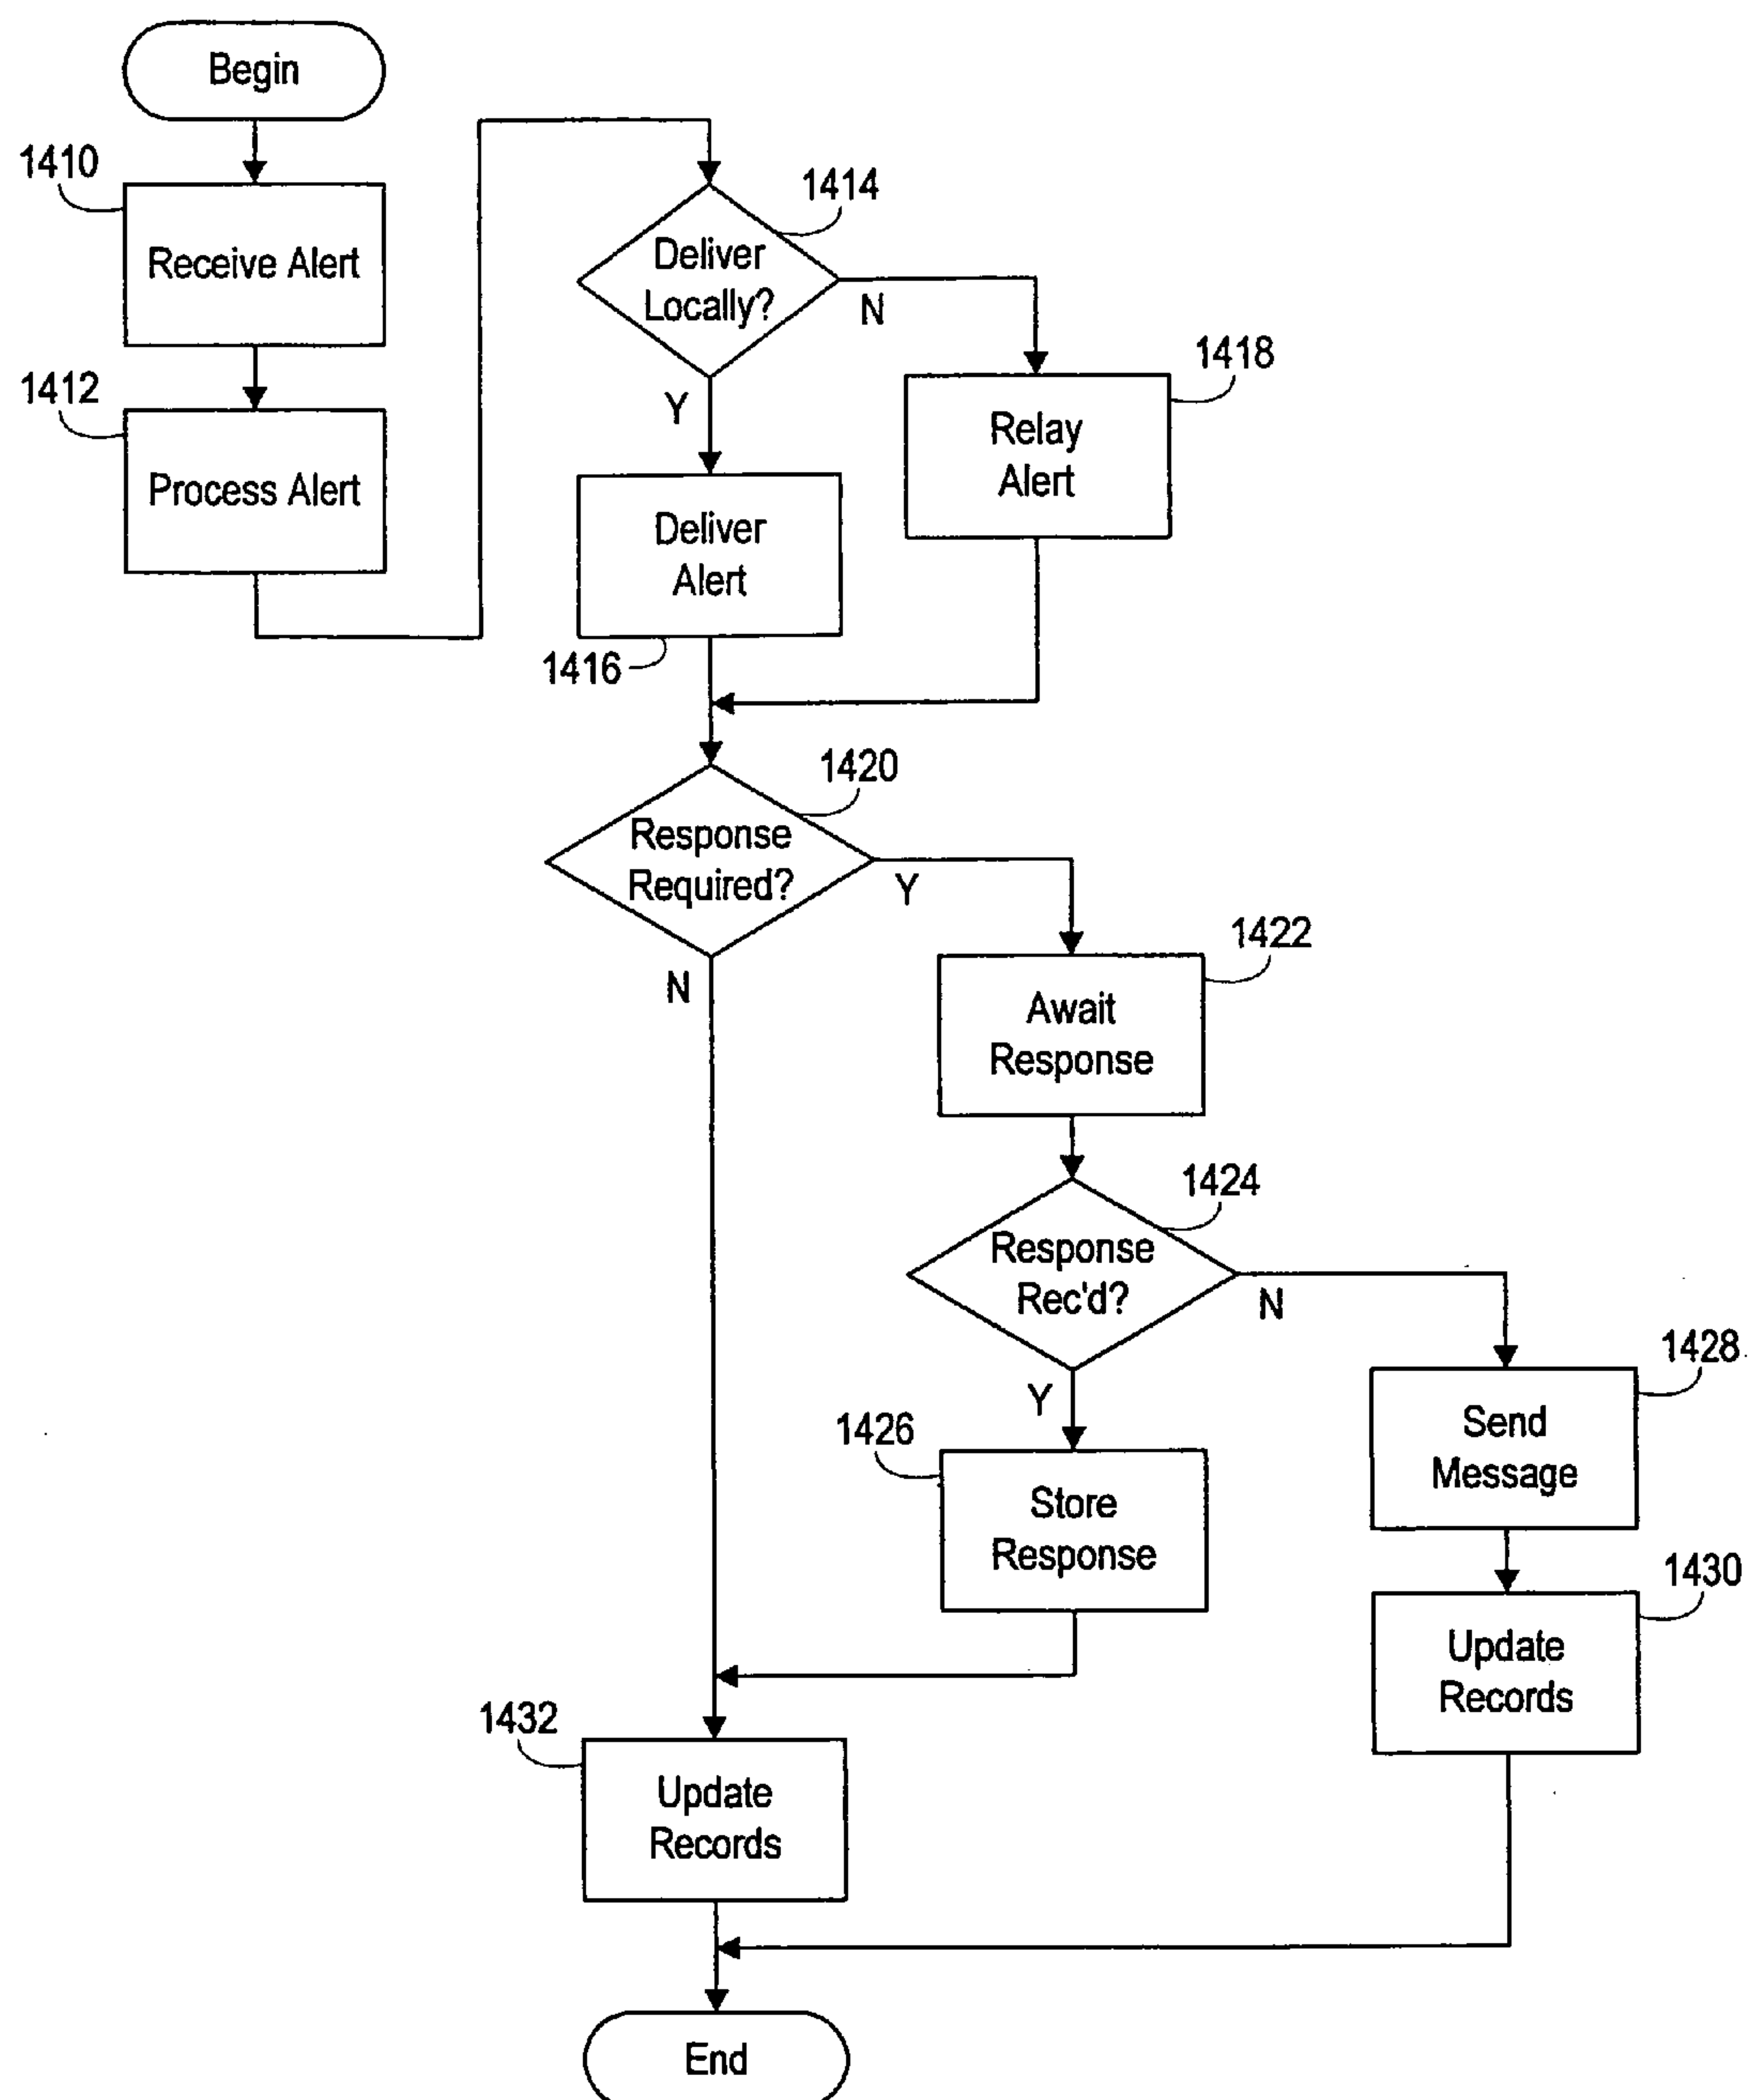 Begin
1410
Receive Alert
1412
Process Alert
1414
Deliver
Locally?
N
Y
1418
Relay
Alert
Deliver
Alert
1416
1420
Response
Required?
Y
N
1422
Await
Response
1424
Response
Rec'd?
N
Y
1428
Send
Message
1426
Store
Response
1430
Update
Records
1432
Update
Records
End